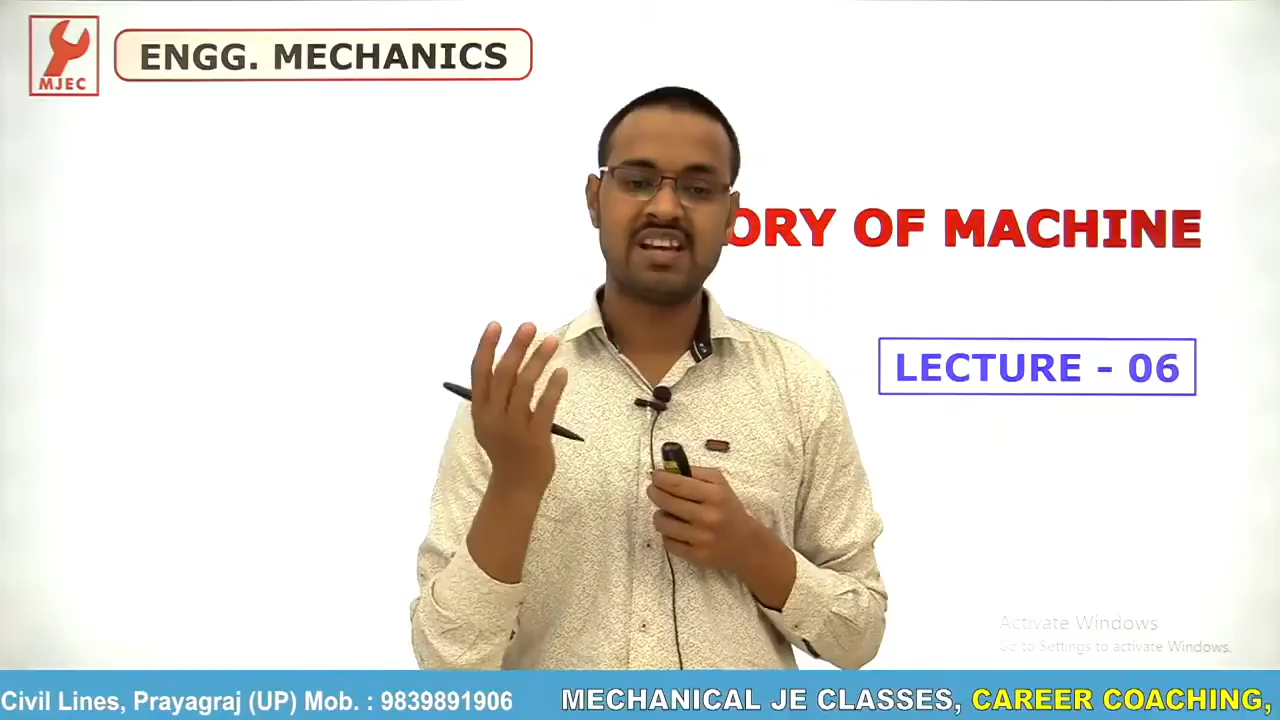 MJEC
ENGG. MECHANICS
ORY OF MACHINE
LECTURE - 06
Activate Windows
Go to Settings to activate Windows.
Civil Lines, Prayagraj (UP) Mob. : 9839891906 MECHANICAL JE CLASSES, CAREER COACHING,